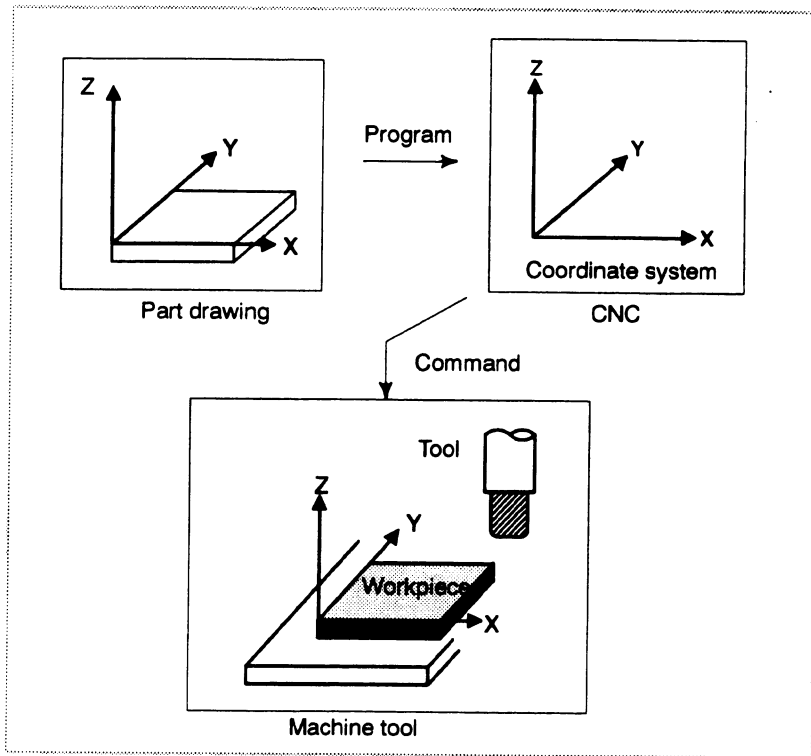 Z
Y
X
Part drawing
Program
Z
Y
X
Coordinate system
CNC
Command
Tool
Z
Y
Workpiece
X
Machine tool